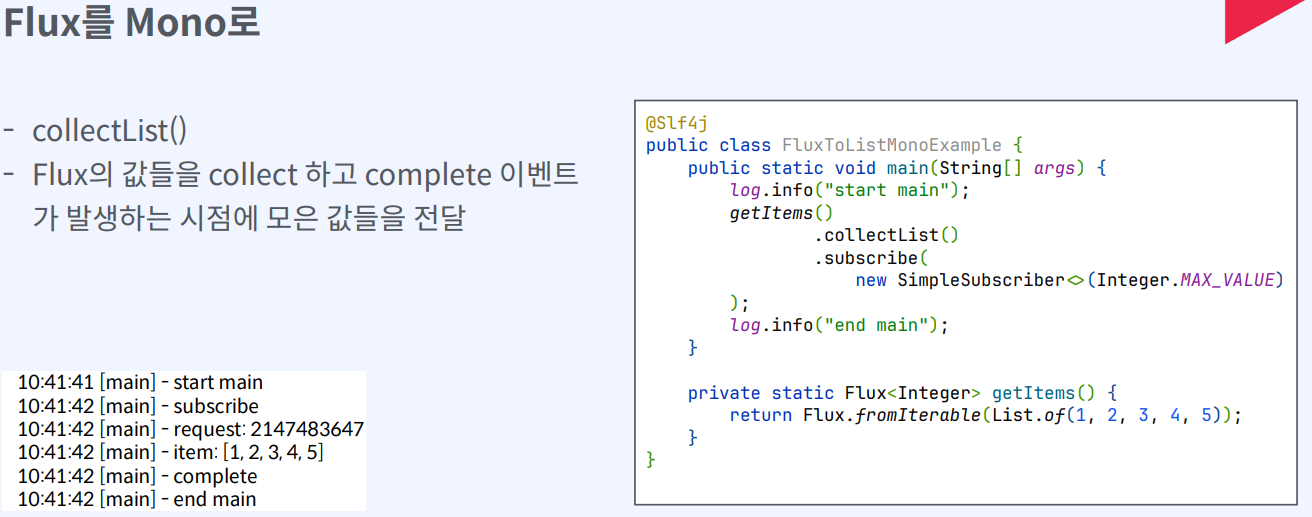 Flux를 Mono로
- collectList()
- Flux의 값들을 collect 하고 complete 이벤트
가 발생하는 시점에 모은 값들을 전달
10:41:41 [main] - start main
10:41:42 [main] - subscribe
10:41:42 [main] - request: 2147483647
10:41:42 [main] - item: [1, 2, 3, 4, 5]
10:41:42 [main] - complete
10:41:42 [main] - end main
@Slf4j
public class FluxToListMonoExample {
    public static void main(String[] args) {
        log.info("start main");
        getItems()
                .collectList()
                .subscribe(
                    new SimpleSubscriber<>(Integer.MAX_VALUE)
        );
        log.info("end main");
    }

    private static Flux<Integer> getItems() {
        return Flux.fromIterable(List.of(1, 2, 3, 4, 5));
    }
}